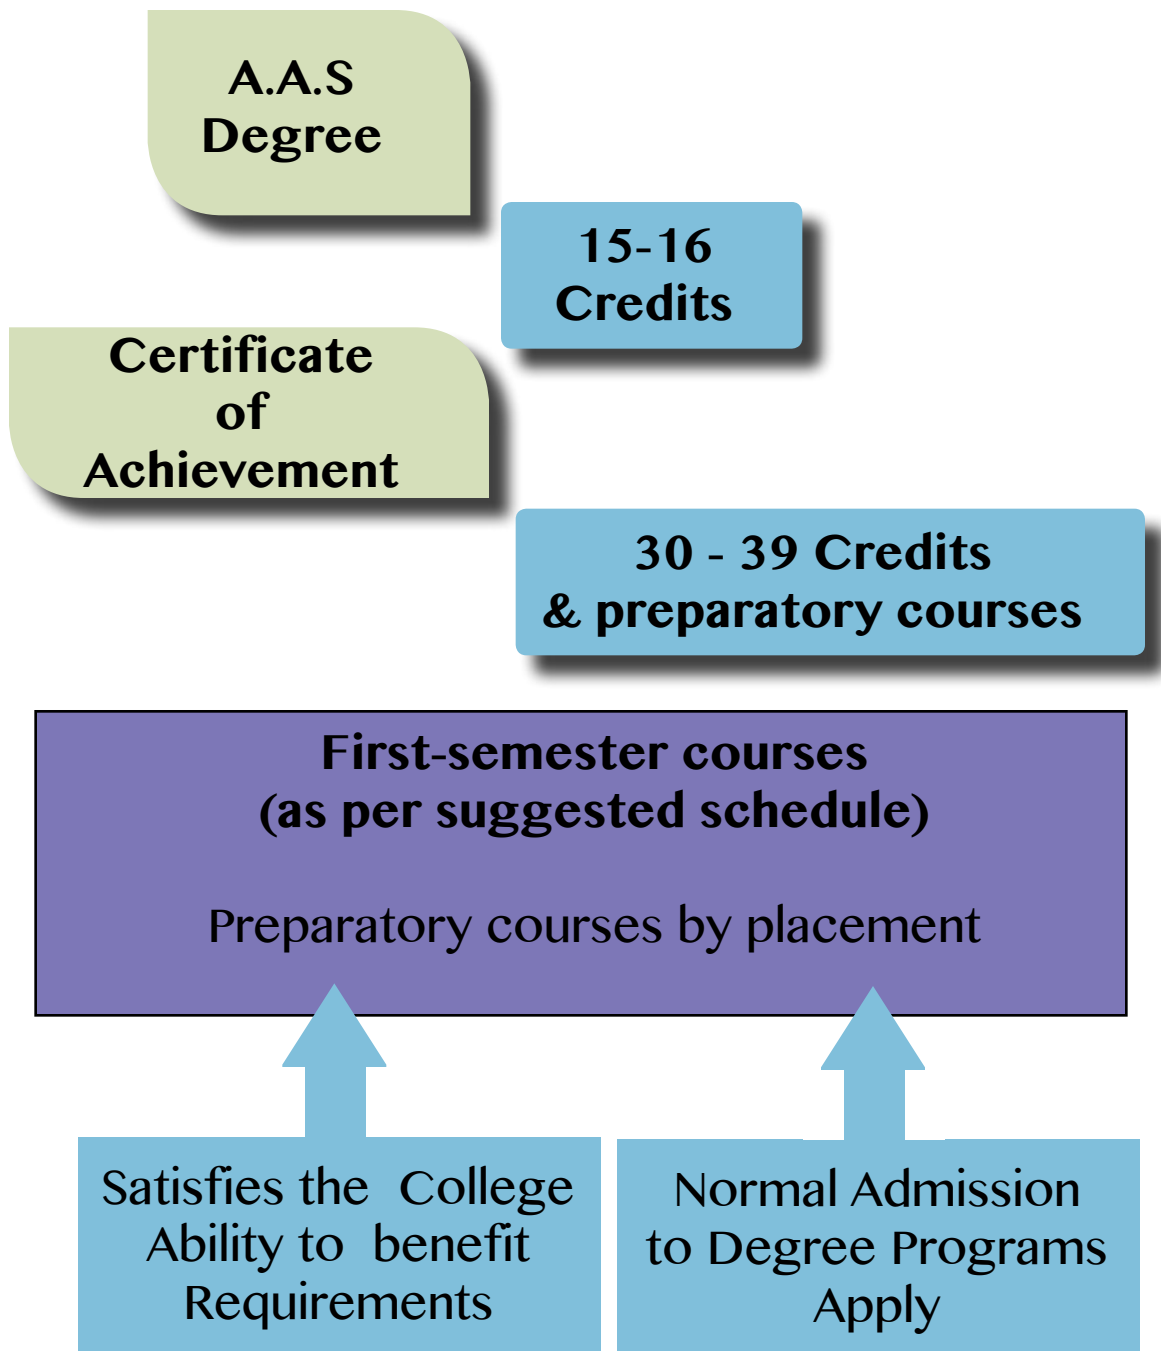 A.A.S
Degree
15-16
Credits
Certificate
of
Achievement
30 - 39 Credits
& preparatory courses
First-semester courses
(as per suggested schedule)
Preparatory courses by placement
Satisfies the College
Ability to benefit
Requirements
Normal Admission
to Degree Programs
Apply